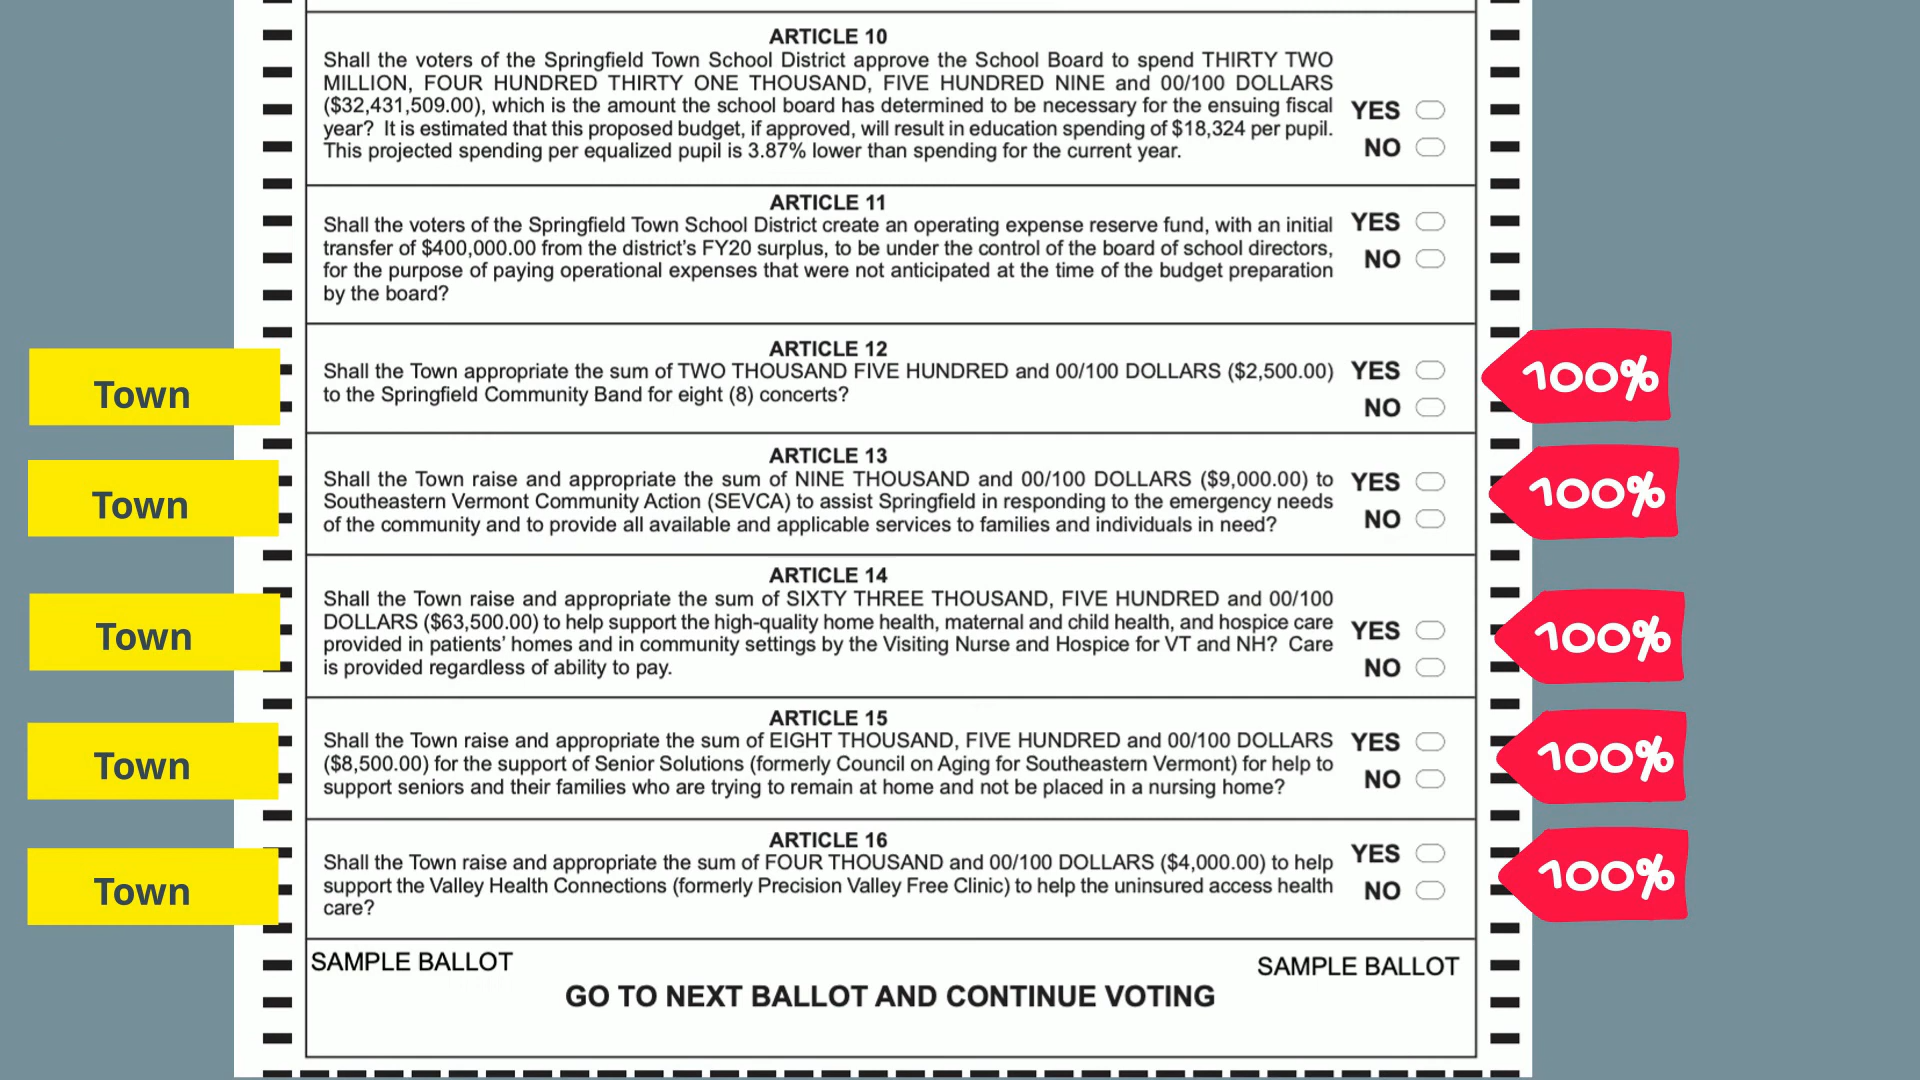 ARTICLE 10
Shall the voters of the Springfield Town School District approve the School Board to spend THIRTY TWO
MILLION, FOUR HUNDRED THIRTY ONE THOUSAND, FIVE HUNDRED NINE and 00/100 DOLLARS
($32,431,509.00), which is the amount the school board has determined to be necessary for the ensuing fiscal
year?  It is estimated that this proposed budget, if approved, will result in education spending of $18,324 per pupil.
This projected spending per equalized pupil is 3.87% lower than spending for the current year.
YES
NO
ARTICLE 11
Shall the voters of the Springfield Town School District create an operating expense reserve fund, with an initial
transfer of $400,000.00 from the district's FY20 surplus, to be under the control of the board of school directors,
for the purpose of paying operational expenses that were not anticipated at the time of the budget preparation
by the board?
YES
NO
Town
ARTICLE 12
Shall the Town appropriate the sum of TWO THOUSAND FIVE HUNDRED and 00/100 DOLLARS ($2,500.00)
to the Springfield Community Band for eight (8) concerts?
YES
NO
100%
Town
ARTICLE 13
Shall the Town raise and appropriate the sum of NINE THOUSAND and 00/100 DOLLARS ($9,000.00) to
Southeastern Vermont Community Action (SEVCA) to assist Springfield in responding to the emergency needs
of the community and to provide all available and applicable services to families and individuals in need?
YES
NO
100%
Town
ARTICLE 14
Shall the Town raise and appropriate the sum of SIXTY THREE THOUSAND, FIVE HUNDRED and 00/100
DOLLARS ($63,500.00) to help support the high-quality home health, maternal and child health, and hospice care
provided in patients' homes and in community settings by the Visiting Nurse and Hospice for VT and NH?  Care
is provided regardless of ability to pay.
YES
NO
100%
Town
ARTICLE 15
Shall the Town raise and appropriate the sum of EIGHT THOUSAND, FIVE HUNDRED and 00/100 DOLLARS
($8,500.00) for the support of Senior Solutions (formerly Council on Aging for Southeastern Vermont) for help to
support seniors and their families who are trying to remain at home and not be placed in a nursing home?
YES
NO
100%
Town
ARTICLE 16
Shall the Town raise and appropriate the sum of FOUR THOUSAND and 00/100 DOLLARS ($4,000.00) to help
support the Valley Health Connections (formerly Precision Valley Free Clinic) to help the uninsured access health
care?
YES
NO
100%
SAMPLE BALLOT
SAMPLE BALLOT
GO TO NEXT BALLOT AND CONTINUE VOTING